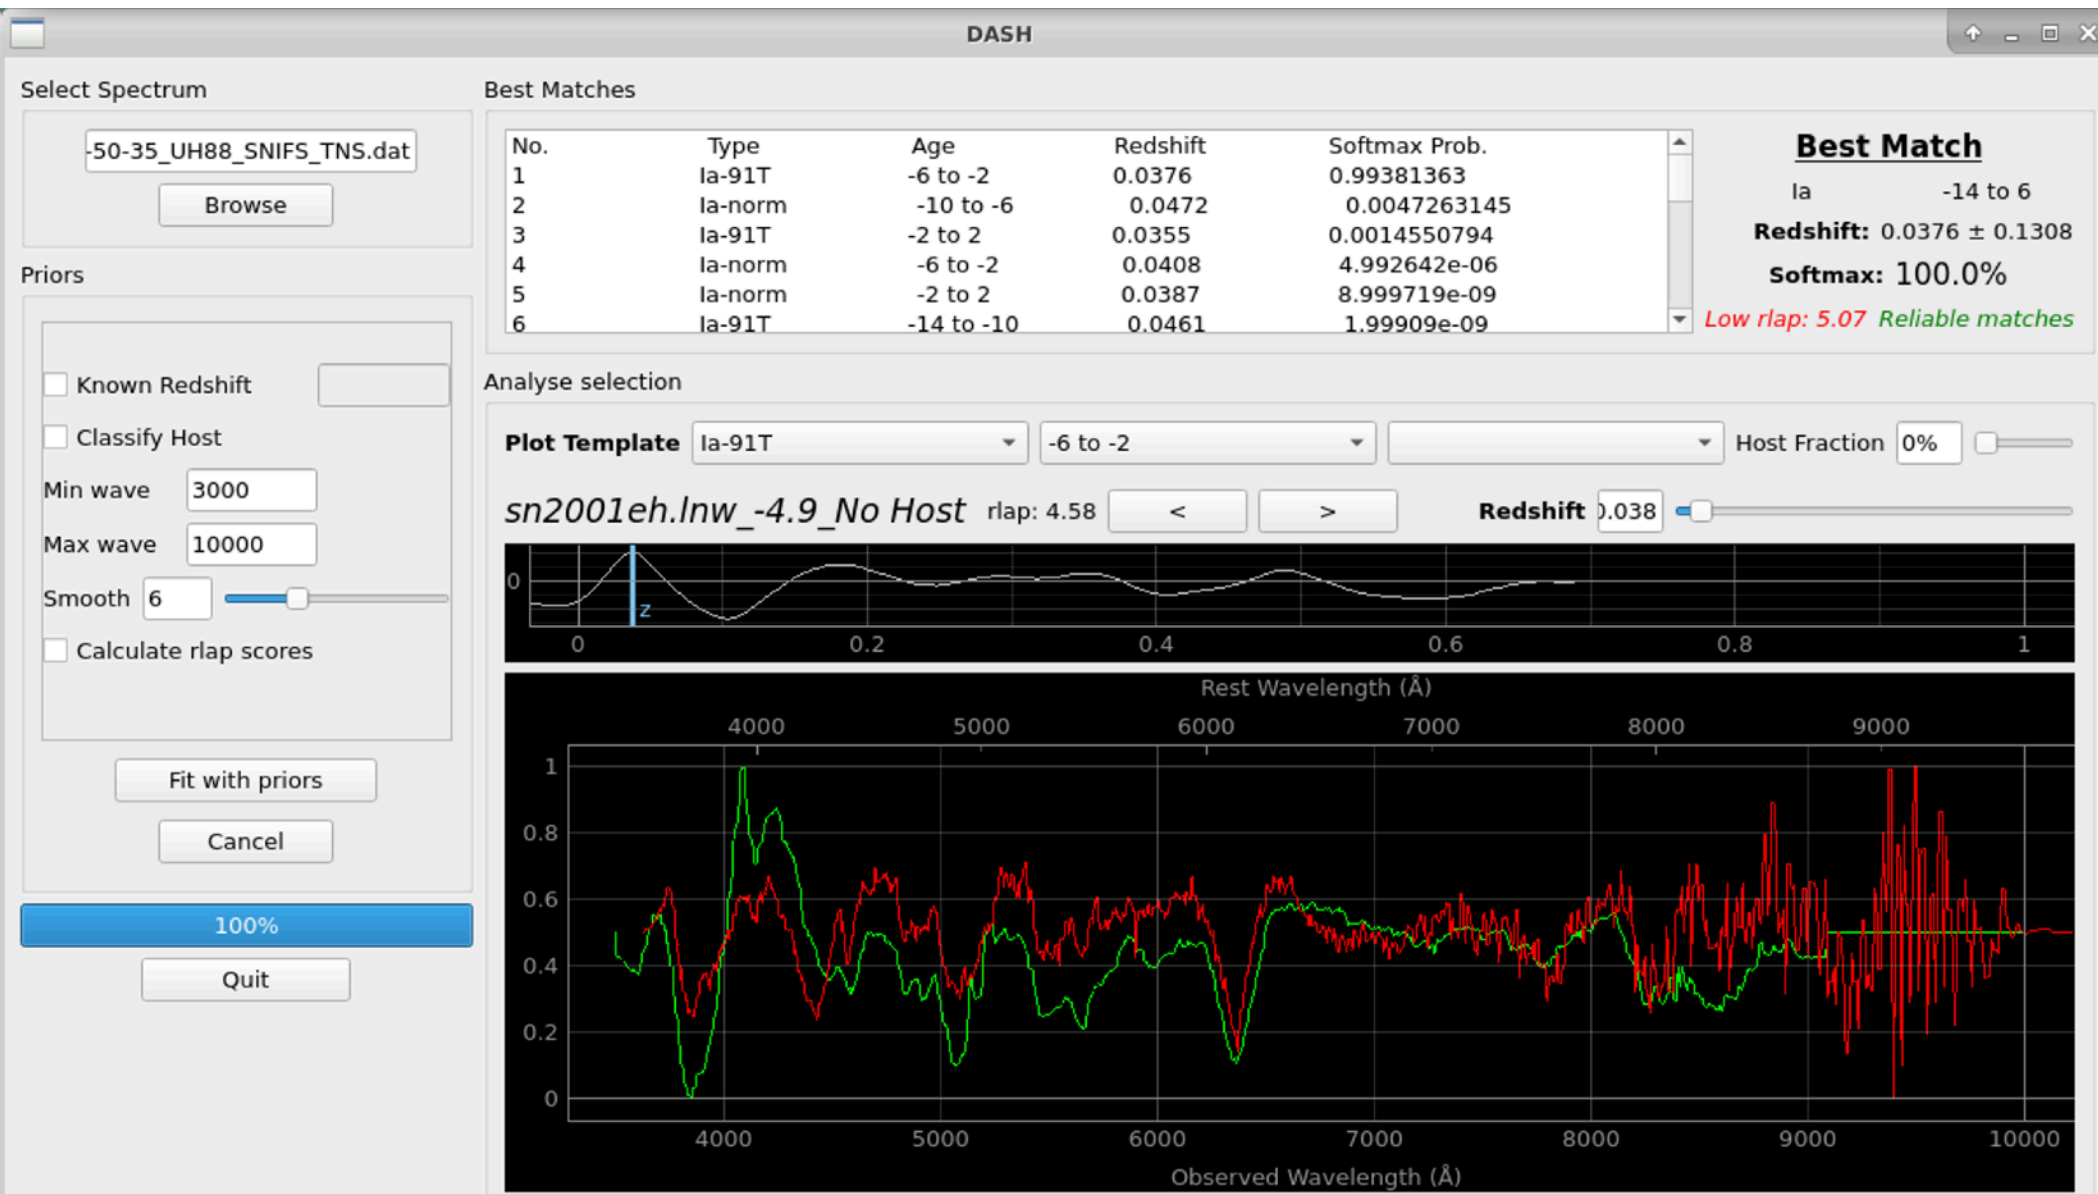 DASH
Select Spectrum
-50-35_UH88_SNIFS_TNS.dat
Browse
Priors
Known Redshift
Classify Host
Min wave 3000
Max wave 10000
Smooth 6
Calculate rlap scores
Fit with priors
Cancel
100%
Quit
Best Matches
No. Type Age Redshift Softmax Prob.
1 Ia-91T -6 to -2 0.0376 0.99381363
2 Ia-norm -10 to -6 0.0472 0.0047263145
3 Ia-91T -2 to 2 0.0355 0.0014550794
4 Ia-norm -6 to -2 0.0408 4.992642e-06
5 Ia-norm -2 to 2 0.0387 8.999719e-09
6 Ia-91T -14 to -10 0.0461 1.99909e-09
Best Match
Ia -14 to 6
Redshift: 0.0376 ± 0.1308
Softmax: 100.0%
Low rlap: 5.07 Reliable matches
Analyse selection
Plot Template Ia-91T -6 to -2 Host Fraction 0%
sn2001eh.lnw_-4.9_No Host rlap: 4.58 < > Redshift 0.038
0
z
0 0.2 0.4 0.6 0.8 1
Rest Wavelength (Å)
4000 5000 6000 7000 8000 9000
1
0.8
0.6
0.4
0.2
0
4000 5000 6000 7000 8000 9000 10000
Observed Wavelength (Å)